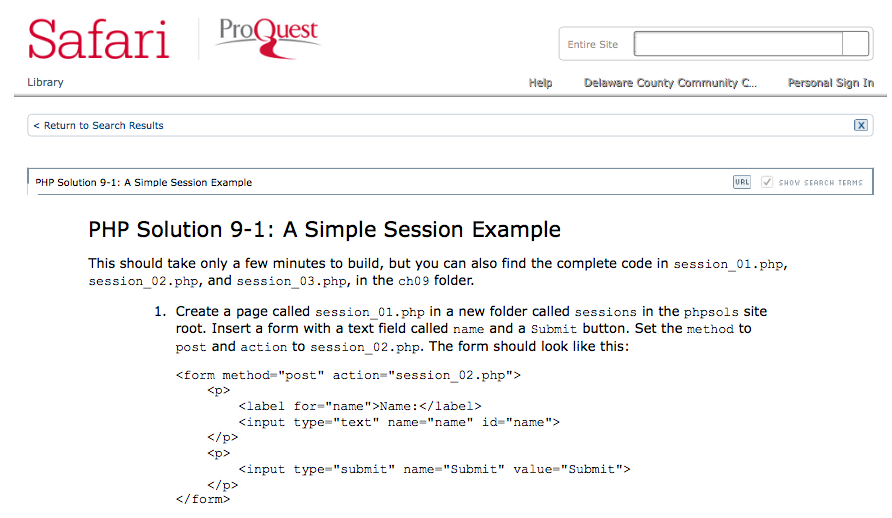 Safari ProQuest
Entire Site
Library Help Delaware County Community C... Personal Sign In
< Return to Search Results X
PHP Solution 9-1: A Simple Session Example URL SHOW SEARCH TERMS
PHP Solution 9-1: A Simple Session Example
This should take only a few minutes to build, but you can also find the complete code in session_01.php,
session_02.php, and session_03.php, in the ch09 folder.
1. Create a page called session_01.php in a new folder called sessions in the phpsols site
root. Insert a form with a text field called name and a Submit button. Set the method to
post and action to session_02.php. The form should look like this:
<form method="post" action="session_02.php">
<p>
<label for="name">Name:</label>
<input type="text" name="name" id="name">
</p>
<p>
<input type="submit" name="Submit" value="Submit">
</p>
</form>